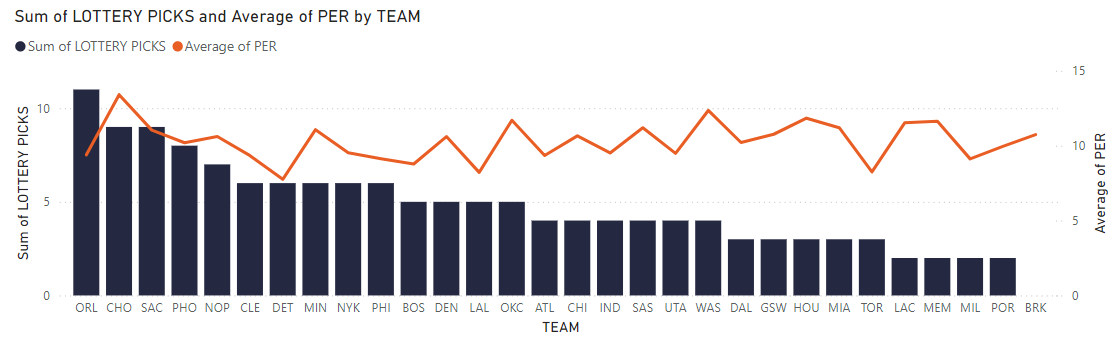 Sum of LOTTERY PICKS and Average of PER by TEAM
Sum of LOTTERY PICKS Average of PER
Sum of LOTTERY PICKS
10
5
0
15
10
5
0
Average of PER
ORL CHO SAC PHO NOP CLE DET MIN NYK PHI BOS DEN LAL OKC ATL CHI IND SAS UTA WAS DAL GSW HOU MIA TOR LAC MEM MIL POR BRK
TEAM